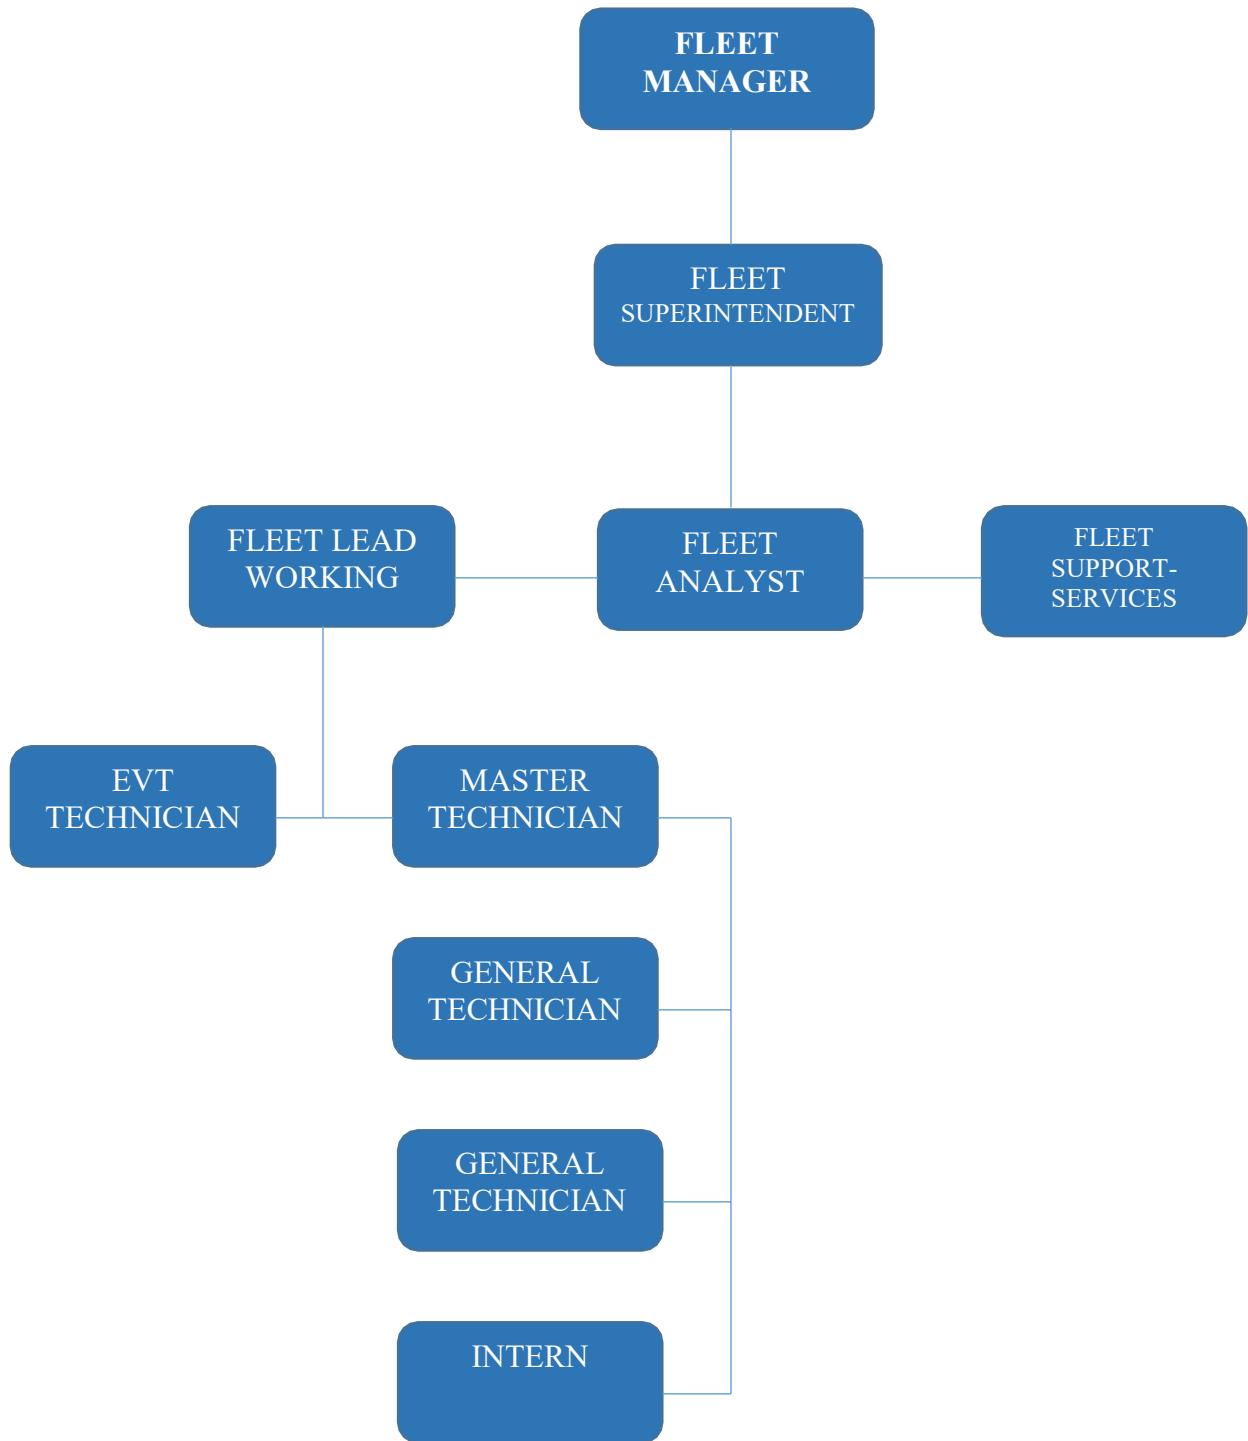 FLEET
MANAGER
FLEET
SUPERINTENDENT
FLEET LEAD
WORKING
FLEET
ANALYST
FLEET
SUPPORT-
SERVICES
EVT
TECHNICIAN
MASTER
TECHNICIAN
GENERAL
TECHNICIAN
GENERAL
TECHNICIAN
INTERN